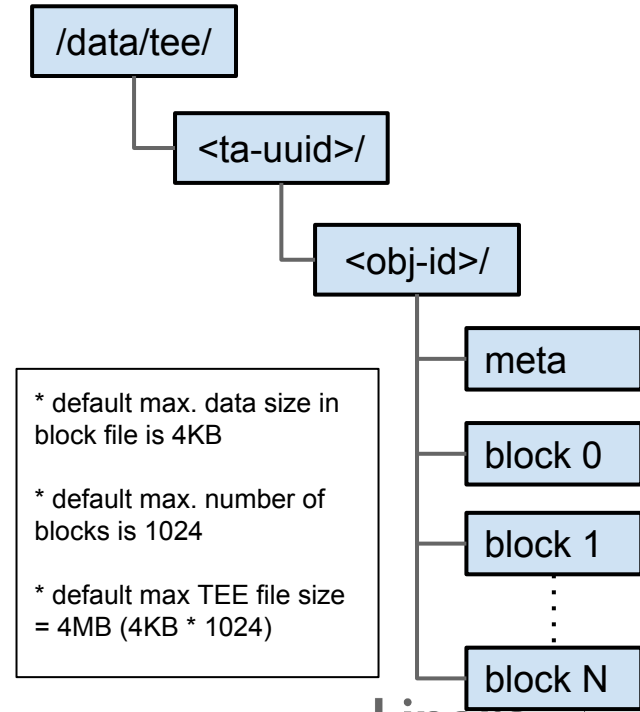 /data/tee/
<ta-uuid>/
<obj-id>/
meta
block 0
block 1
block N
* default max. data size in
block file is 4KB
* default max. number of
blocks is 1024
* default max TEE file size
= 4MB (4KB * 1024)